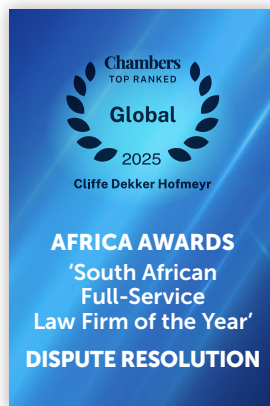 Chambers
TOP RANKED
Global
2025
Cliffe Dekker Hofmeyr
AFRICA AWARDS
‘South African
Full-Service
Law Firm of the Year’
DISPUTE RESOLUTION